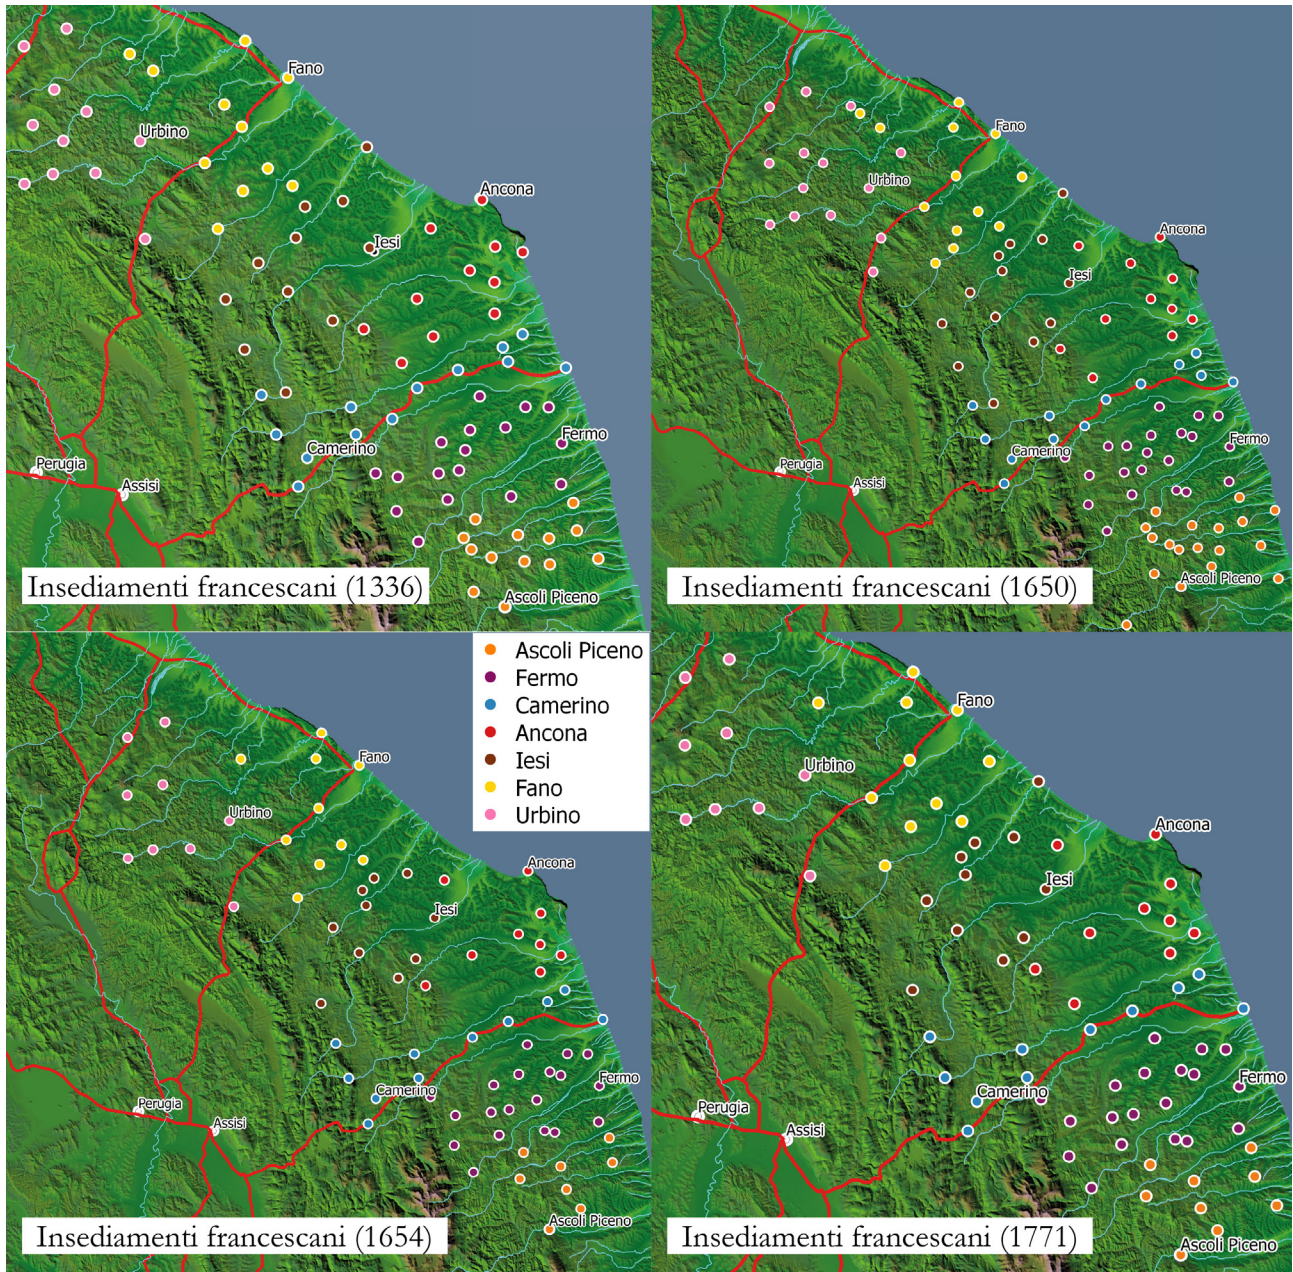 Fano
Urbino
Ancona
Iesi
Camerino
Fermo
Perugia
Assisi
Ascoli Piceno
Insediamenti francescani (1336)
Fano
Urbino
Ancona
Iesi
Fermo
Camerino
Perugia
Assisi
Ascoli Piceno
Insediamenti francescani (1650)
Ascoli Piceno
Fermo
Camerino
Ancona
Iesi
Fano
Urbino
Fano
Urbino
Ancona
Iesi
Fermo
Camerino
Perugia
Assisi
Ascoli Piceno
Insediamenti francescani (1654)
Fano
Urbino
Ancona
Iesi
Fermo
Camerino
Perugia
Assisi
Ascoli Piceno
Insediamenti francescani (1771)